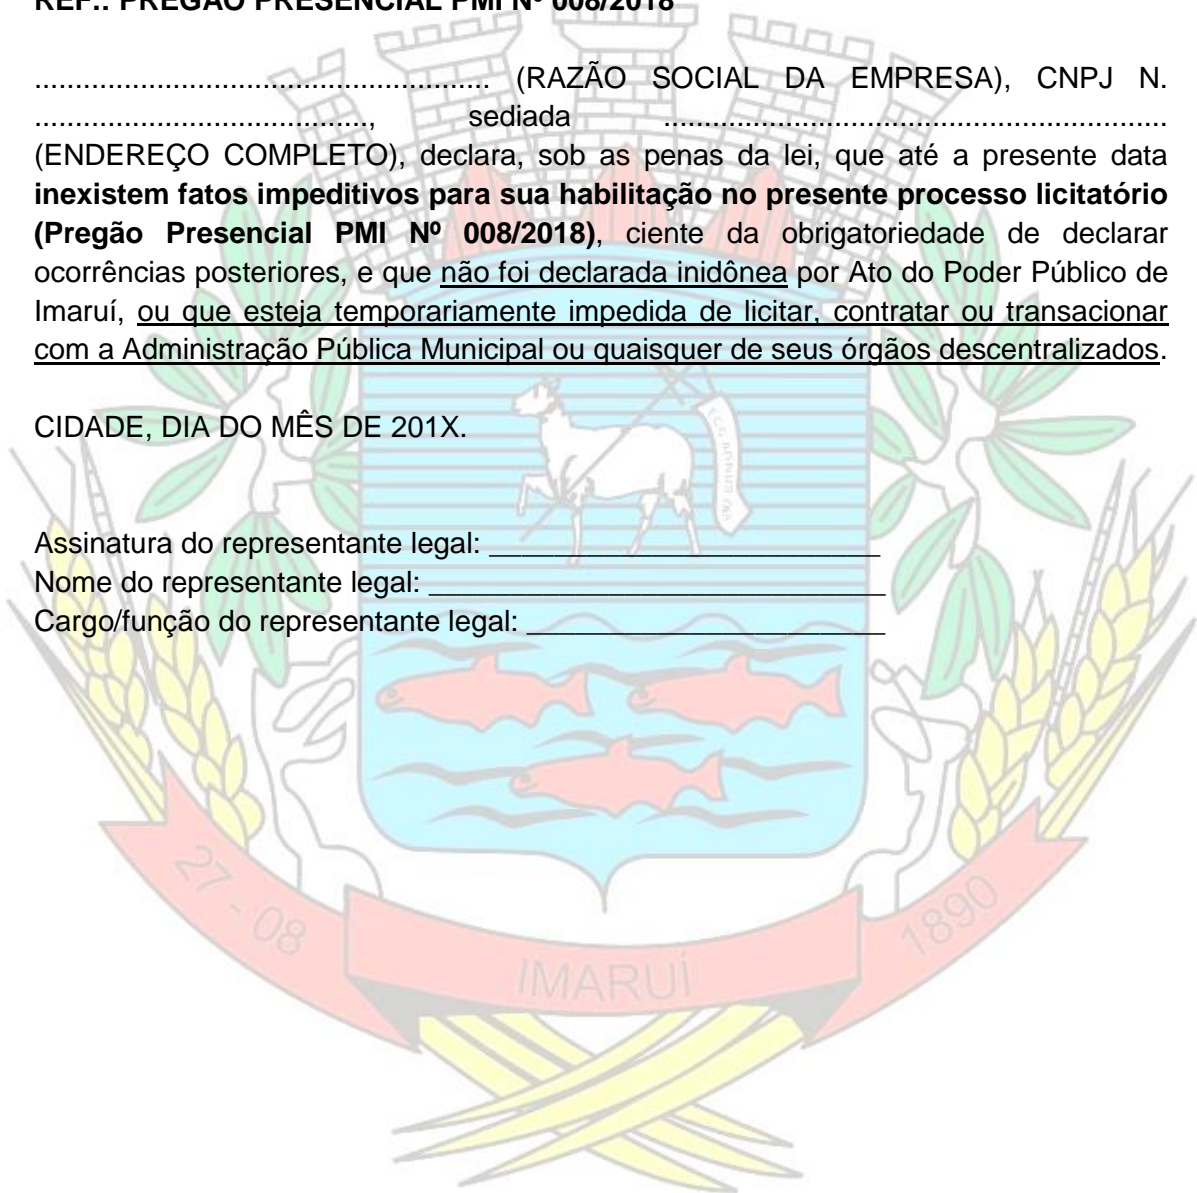 REF.: PREGÃO PRESENCIAL PMI Nº 008/2018
........................................................ (RAZÃO SOCIAL DA EMPRESA), CNPJ N.
........................................., sediada ..............................................................
(ENDEREÇO COMPLETO), declara, sob as penas da lei, que até a presente data
inexistem fatos impeditivos para sua habilitação no presente processo licitatório
(Pregão Presencial PMI Nº 008/2018), ciente da obrigatoriedade de declarar
ocorrências posteriores, e que não foi declarada inidônea por Ato do Poder Público de
Imaruí, ou que esteja temporariamente impedida de licitar, contratar ou transacionar
com a Administração Pública Municipal ou quaisquer de seus órgãos descentralizados.
CIDADE, DIA DO MÊS DE 201X.
Assinatura do representante legal: ________________________
Nome do representante legal: ____________________________
Cargo/função do representante legal: ______________________
27 - 08
IMARUÍ
1890